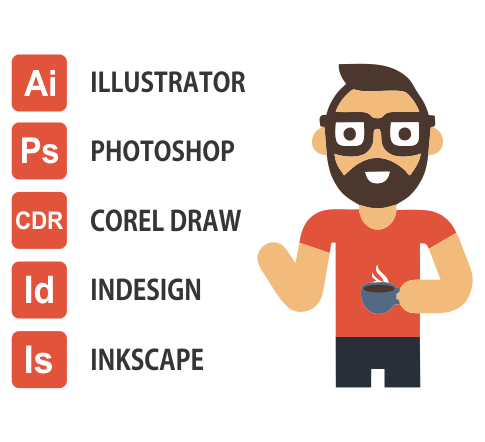 Ai ILLUSTRATOR
Ps PHOTOSHOP
CDR COREL DRAW
Id INDESIGN
Is INKSCAPE